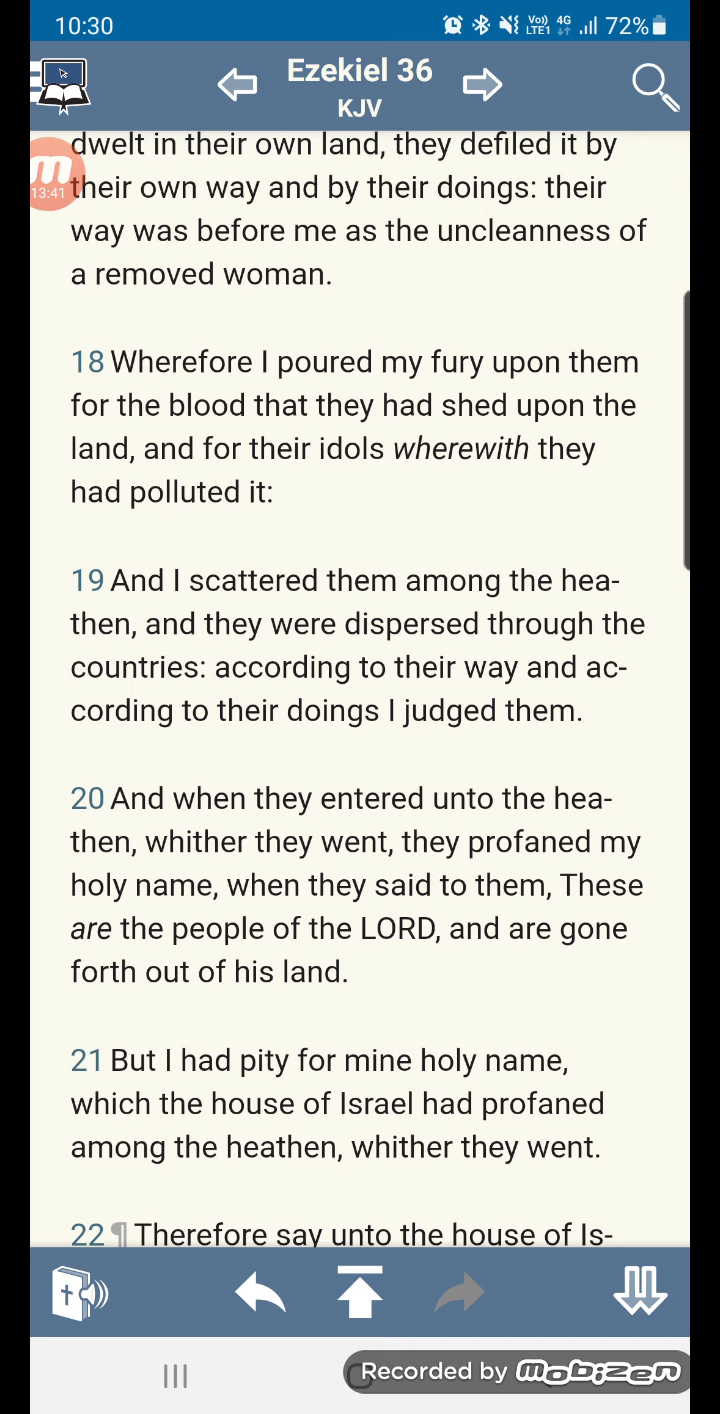 10:30
Vo)) 4G
LTE1
72%
Ezekiel 36
KJV
dwelt in their own land, they defiled it by
13:41
their own way and by their doings: their
way was before me as the uncleanness of
a removed woman.
18 Wherefore I poured my fury upon them
for the blood that they had shed upon the
land, and for their idols wherewith they
had polluted it:
19 And I scattered them among the hea-
then, and they were dispersed through the
countries: according to their way and ac-
cording to their doings I judged them.
20 And when they entered unto the hea-
then, whither they went, they profaned my
holy name, when they said to them, These
are the people of the LORD, and are gone
forth out of his land.
21 But I had pity for mine holy name,
which the house of Israel had profaned
among the heathen, whither they went.
22 ¶ Therefore say unto the house of Is-
Recorded by mobizen